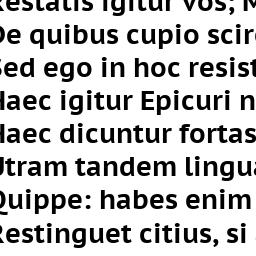 Restatis igitur vos; M
De quibus cupio scir
Sed ego in hoc resist
Haec igitur Epicuri n
Haec dicuntur fortas
Utram tandem lingua
Quippe: habes enim
Restinguet citius, si